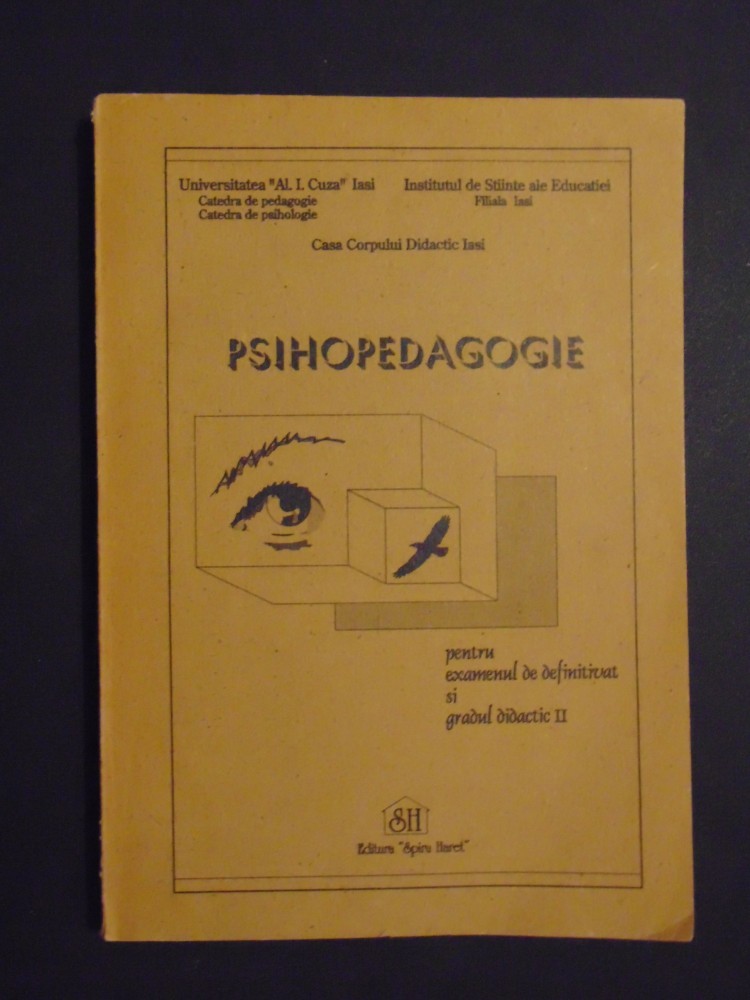 Universitatea "Al. I. Cuza" Iasi
Catedra de pedagogie
Catedra de psihologie
Institutul de Stiinte ale Educatiei
Filiala Iasi
Casa Corpului Didactic Iasi
PSIHOPEDAGOGIE
pentru
examenul de definitivat
si
gradul didactic II
SH
Editura "Spiru Haret"